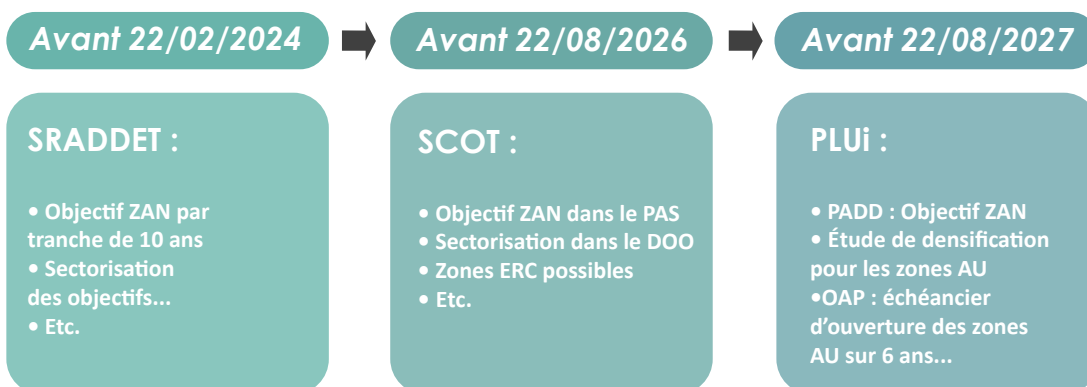 Avant 22/02/2024
Avant 22/08/2026
Avant 22/08/2027
SRADDET :
• Objectif ZAN par
tranche de 10 ans
• Sectorisation
des objectifs...
• Etc.
SCOT :
• Objectif ZAN dans le PAS
• Sectorisation dans le DOO
• Zones ERC possibles
• Etc.
PLUi :
• PADD : Objectif ZAN
• Étude de densification
pour les zones AU
•OAP : échéancier
d’ouverture des zones
AU sur 6 ans...